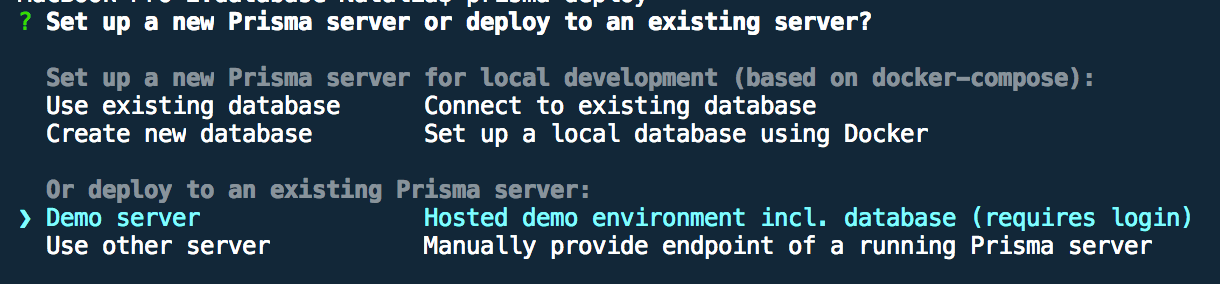 ? Set up a new Prisma server or deploy to an existing server?
Set up a new Prisma server for local development (based on docker-compose):
Use existing database Connect to existing database
Create new database Set up a local database using Docker
Or deploy to an existing Prisma server:
❯ Demo server Hosted demo environment incl. database (requires login)
Use other server Manually provide endpoint of a running Prisma server